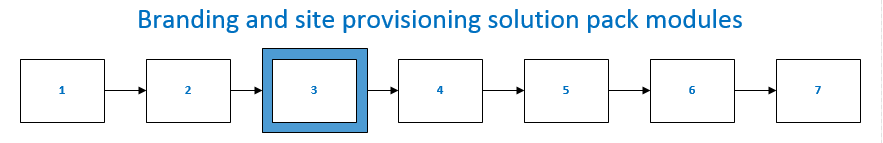 Branding and site provisioning solution pack modules
1 2 3 4 5 6 7